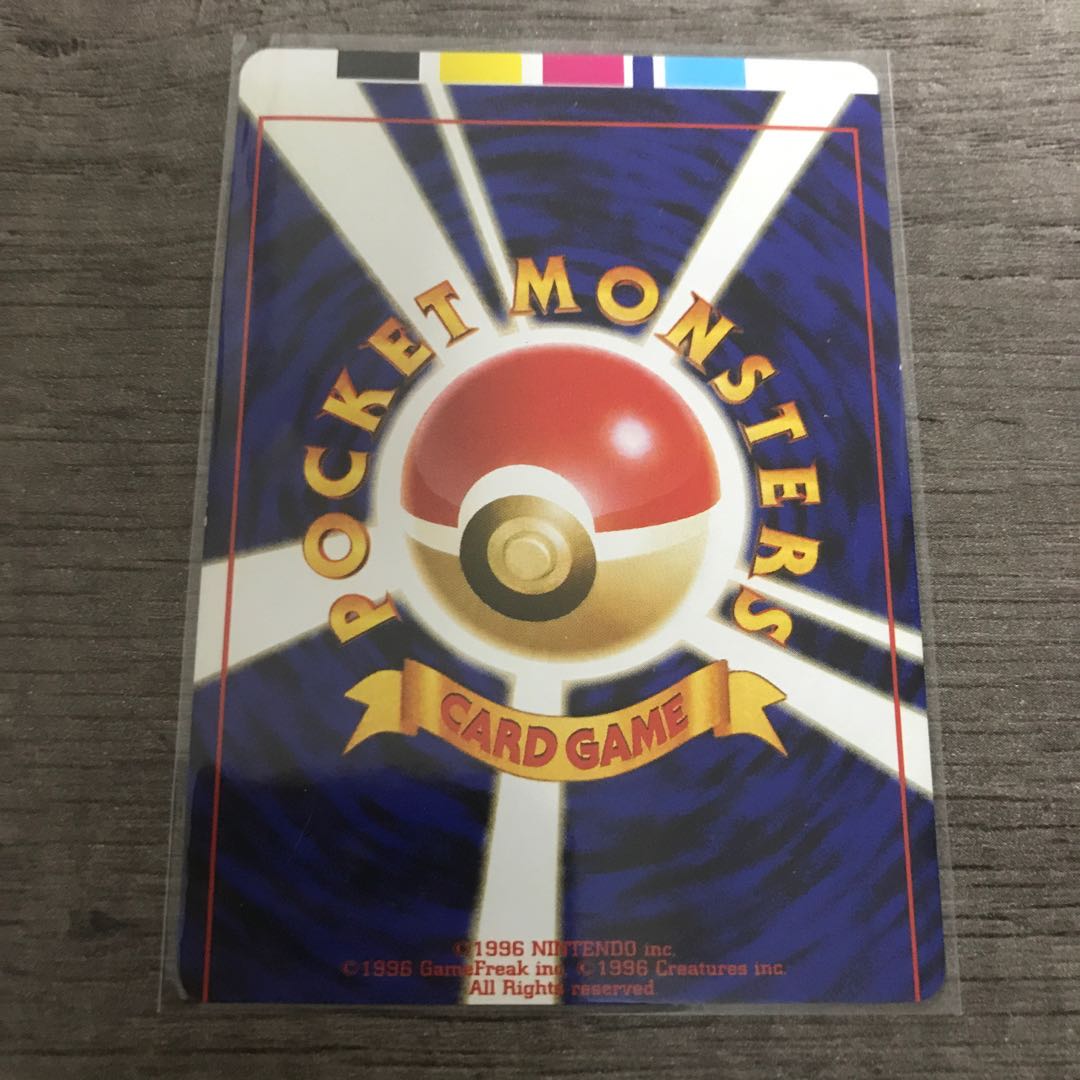 POCKET MONSTERS
CARD GAME
©1996 NINTENDO inc.
©1996 GameFreak inc. ©1996 Creatures inc.
All Rights reserved.